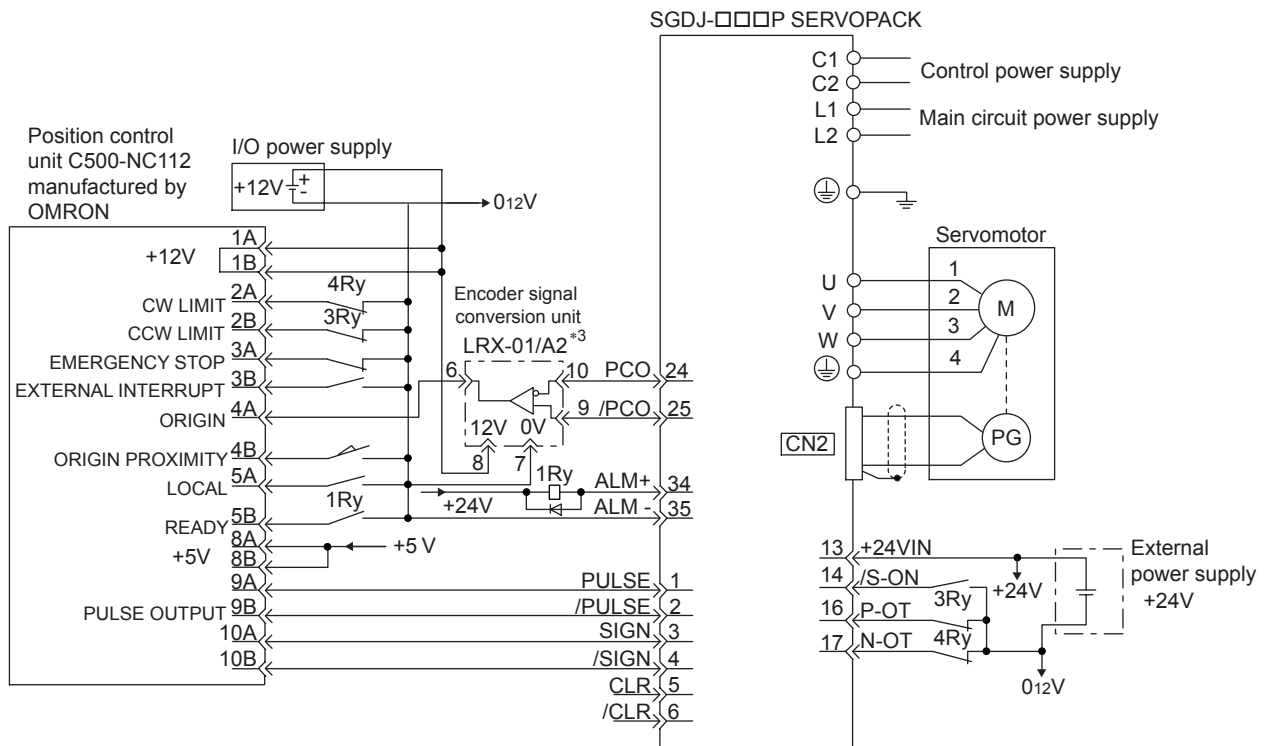 SGDJ-□□□P SERVOPACK
C1
C2
Control power supply
L1
L2
Main circuit power supply
Position control
unit C500-NC112
manufactured by
OMRON
I/O power supply
+12V
+
-
012V
1A
+12V
1B
2A
4Ry
CW LIMIT
2B
3Ry
CCW LIMIT
3A
EMERGENCY STOP
3B
EXTERNAL INTERRUPT
4A
ORIGIN
4B
ORIGIN PROXIMITY
5A
LOCAL
1Ry
5B
READY
8A
+5V
8B
+5 V
9A
PULSE OUTPUT
9B
10A
10B
Encoder signal
conversion unit
LRX-01/A2*3
6
10
PCO
24
9
/PCO
25
12V
0V
8
7
1Ry
+24V
ALM+
34
ALM -
35
PULSE
1
/PULSE
2
SIGN
3
/SIGN
4
CLR
5
/CLR
6
Servomotor
U
1
V
2
W
3
4
M
CN2
PG
13
+24VIN
14
/S-ON
3Ry
+24V
16
P-OT
17
N-OT
4Ry
012V
External
power supply
+24V